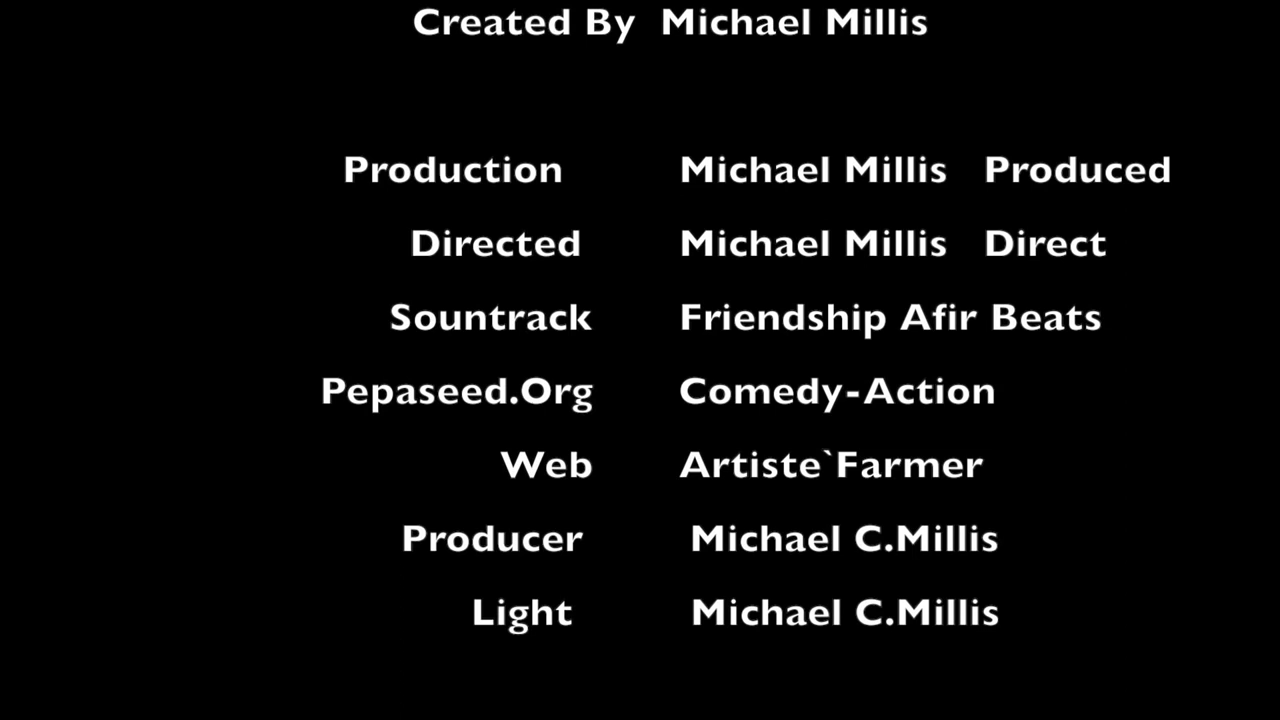 Created By Michael Millis
Production Michael Millis Produced
Directed Michael Millis Direct
Sountrack Friendship Afir Beats
Pepaseed.Org Comedy-Action
Web Artiste`Farmer
Producer Michael C.Millis
Light Michael C.Millis